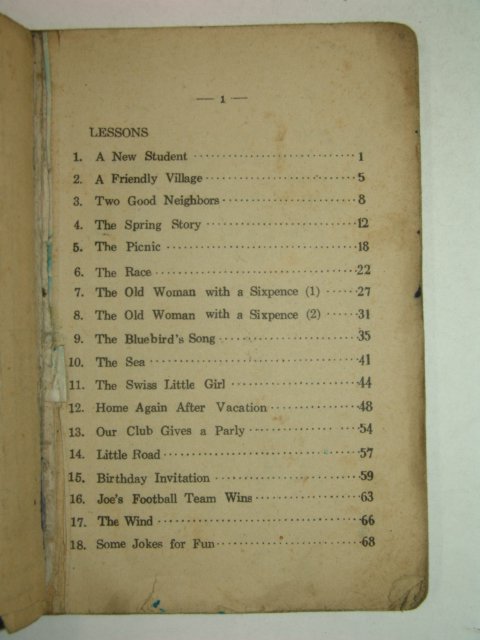 — 1 —
LESSONS
1. A New Student ······························ 1
2. A Friendly Village ···························· 5
3. Two Good Neighbors ························ 8
4. The Spring Story ···························· 12
5. The Picnic ··································· 18
6. The Race ···································· 22
7. The Old Woman with a Sixpence (1) ····· 27
8. The Old Woman with a Sixpence (2) ····· 31
9. The Bluebird's Song ························· 35
10. The Sea ····································· 41
11. The Swiss Little Girl ······················· 44
12. Home Again After Vacation ················ 48
13. Our Club Gives a Parly ···················· 54
14. Little Road ·································· 57
15. Birthday Invitation ·························· 59
16. Joe's Football Team Wins ·················· 63
17. The Wind ··································· 66
18. Some Jokes for Fun ························ 68